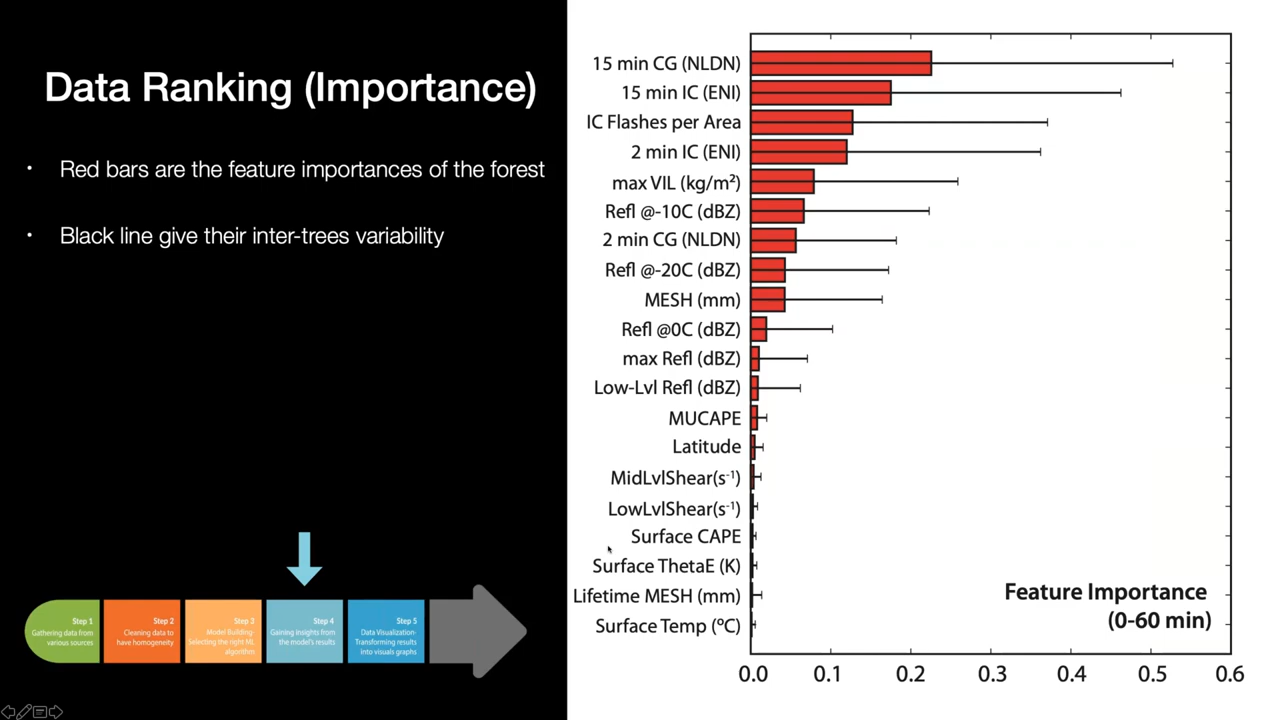 Data Ranking (Importance)
• Red bars are the feature importances of the forest
• Black line give their inter-trees variability
Step 1
Gathering data from
various sources
Step 2
Cleaning data to
have homogeneity
Step 3
Model Building-
Selecting the right ML
algorithm
Step 4
Gaining insights from
the model's results
Step 5
Data Visualization-
Transforming results
into visuals graphs
15 min CG (NLDN)
15 min IC (ENI)
IC Flashes per Area
2 min IC (ENI)
max VIL (kg/m²)
Refl @-10C (dBZ)
2 min CG (NLDN)
Refl @-20C (dBZ)
MESH (mm)
Refl @0C (dBZ)
max Refl (dBZ)
Low-Lvl Refl (dBZ)
MUCAPE
Latitude
MidLvlShear(s⁻¹)
LowLvlShear(s⁻¹)
Surface CAPE
Surface ThetaE (K)
Lifetime MESH (mm)
Surface Temp (ºC)
Feature Importance
(0-60 min)
0.0 0.1 0.2 0.3 0.4 0.5 0.6